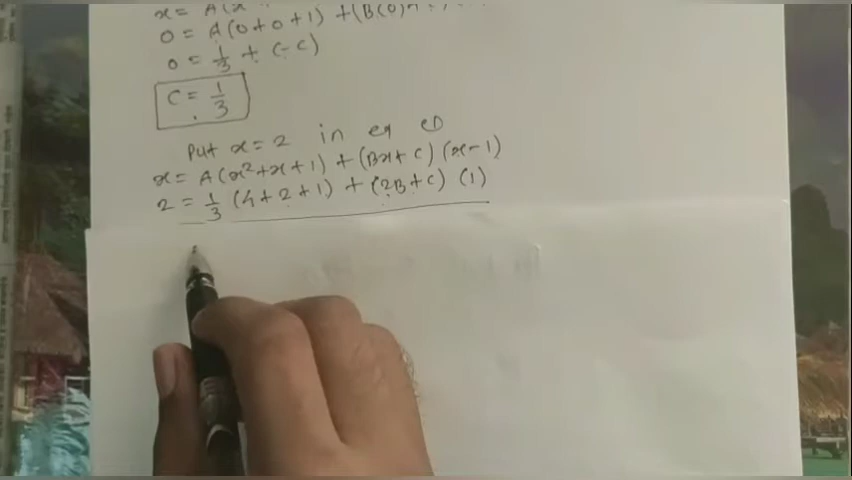 x = A(x
0 = A(0+0+1) + (B(0)+
0 = 1/3 + (-C)
C = 1/3
Put x = 2 in eq ①
x = A(x²+x+1) + (Bx+C)(x-1)
2 = 1/3 (4+2+1) + (2B+C) (1)